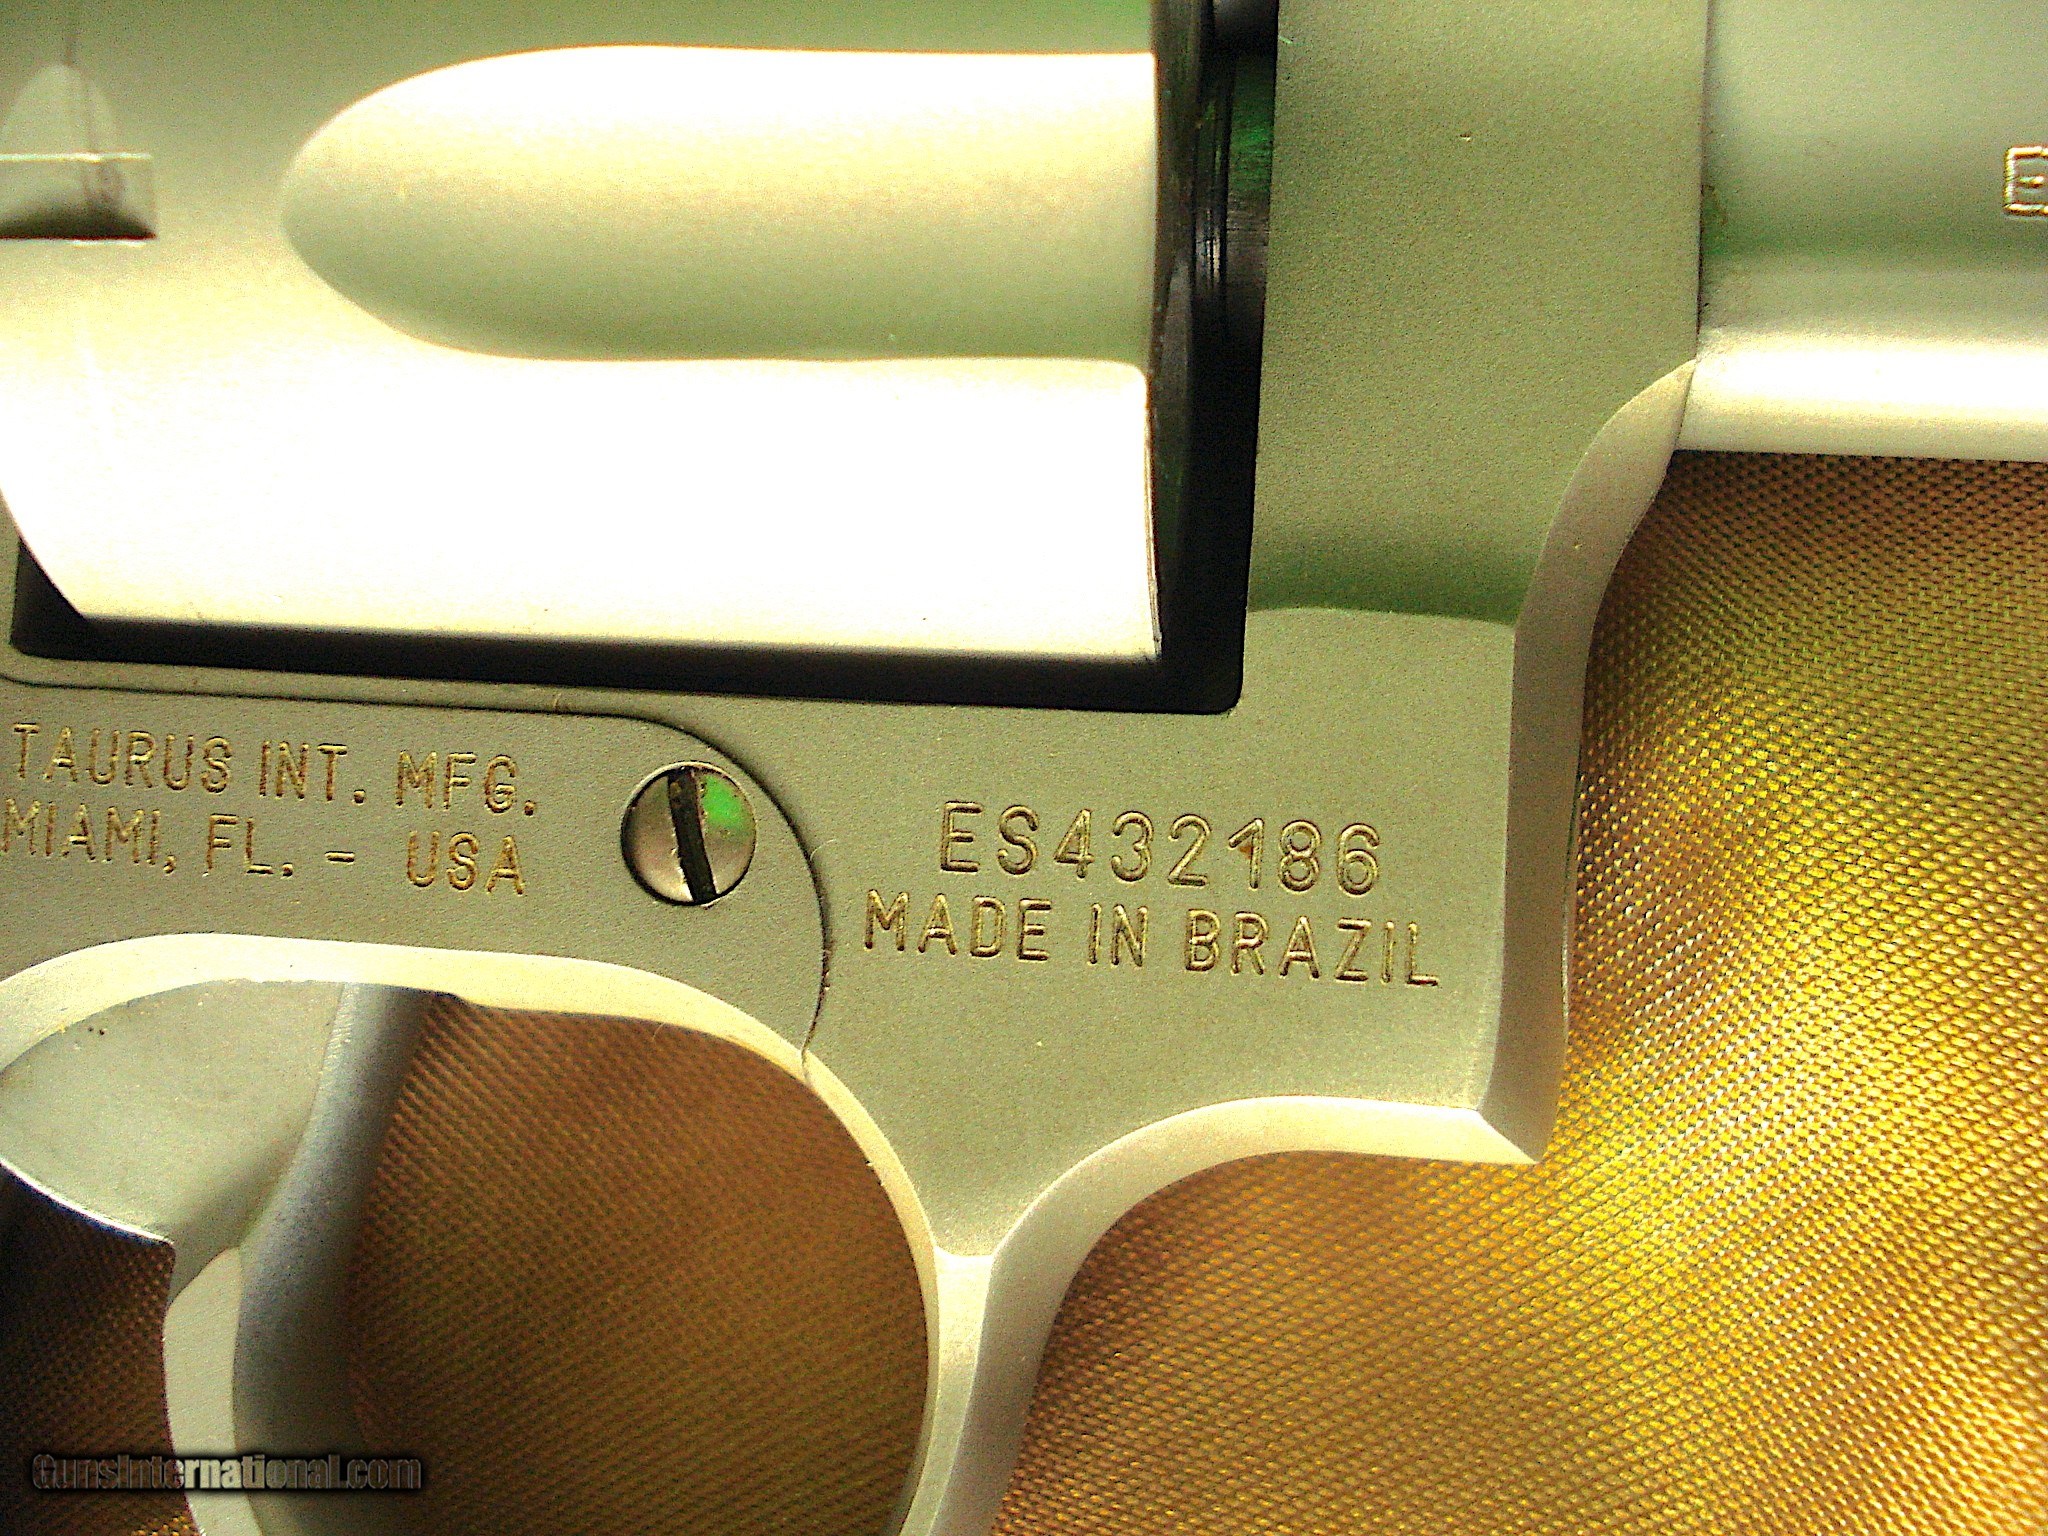 TAURUS INT. MFG.
MIAMI, FL. - USA
ES432186
MADE IN BRAZIL
GunsInternational.com